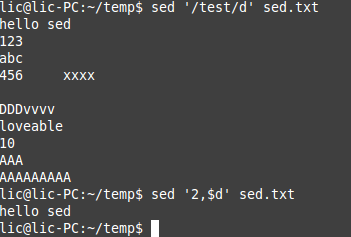 lic@lic-PC:~/temp$ sed '/test/d' sed.txt
hello sed
123
abc
456     xxxx

DDDvvvv
loveable
10
AAA
AAAAAAAAA
lic@lic-PC:~/temp$ sed '2,$d' sed.txt
hello sed
lic@lic-PC:~/temp$